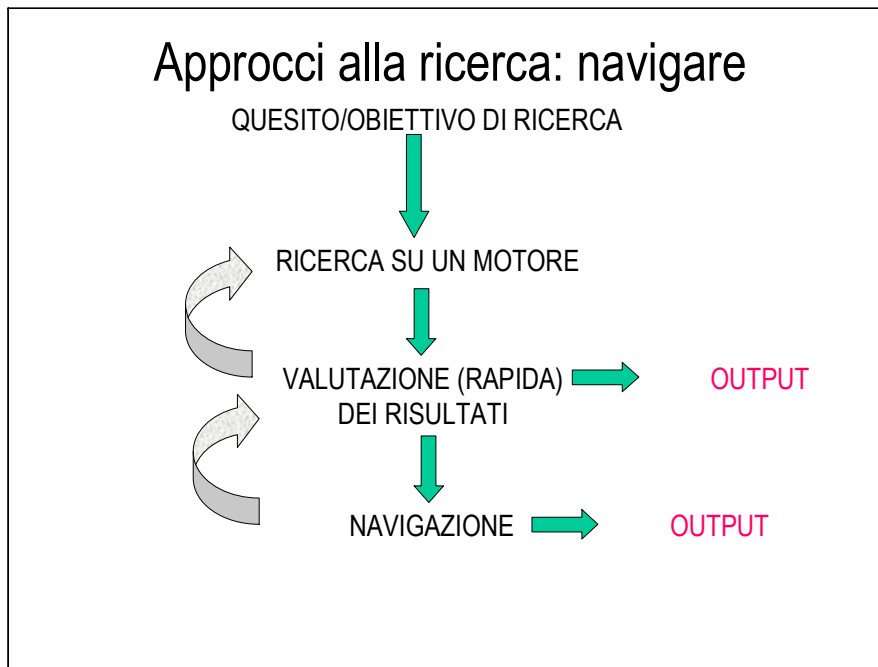 Approcci alla ricerca: navigare
QUESITO/OBIETTIVO DI RICERCA
RICERCA SU UN MOTORE
VALUTAZIONE (RAPIDA)
DEI RISULTATI
OUTPUT
NAVIGAZIONE
OUTPUT